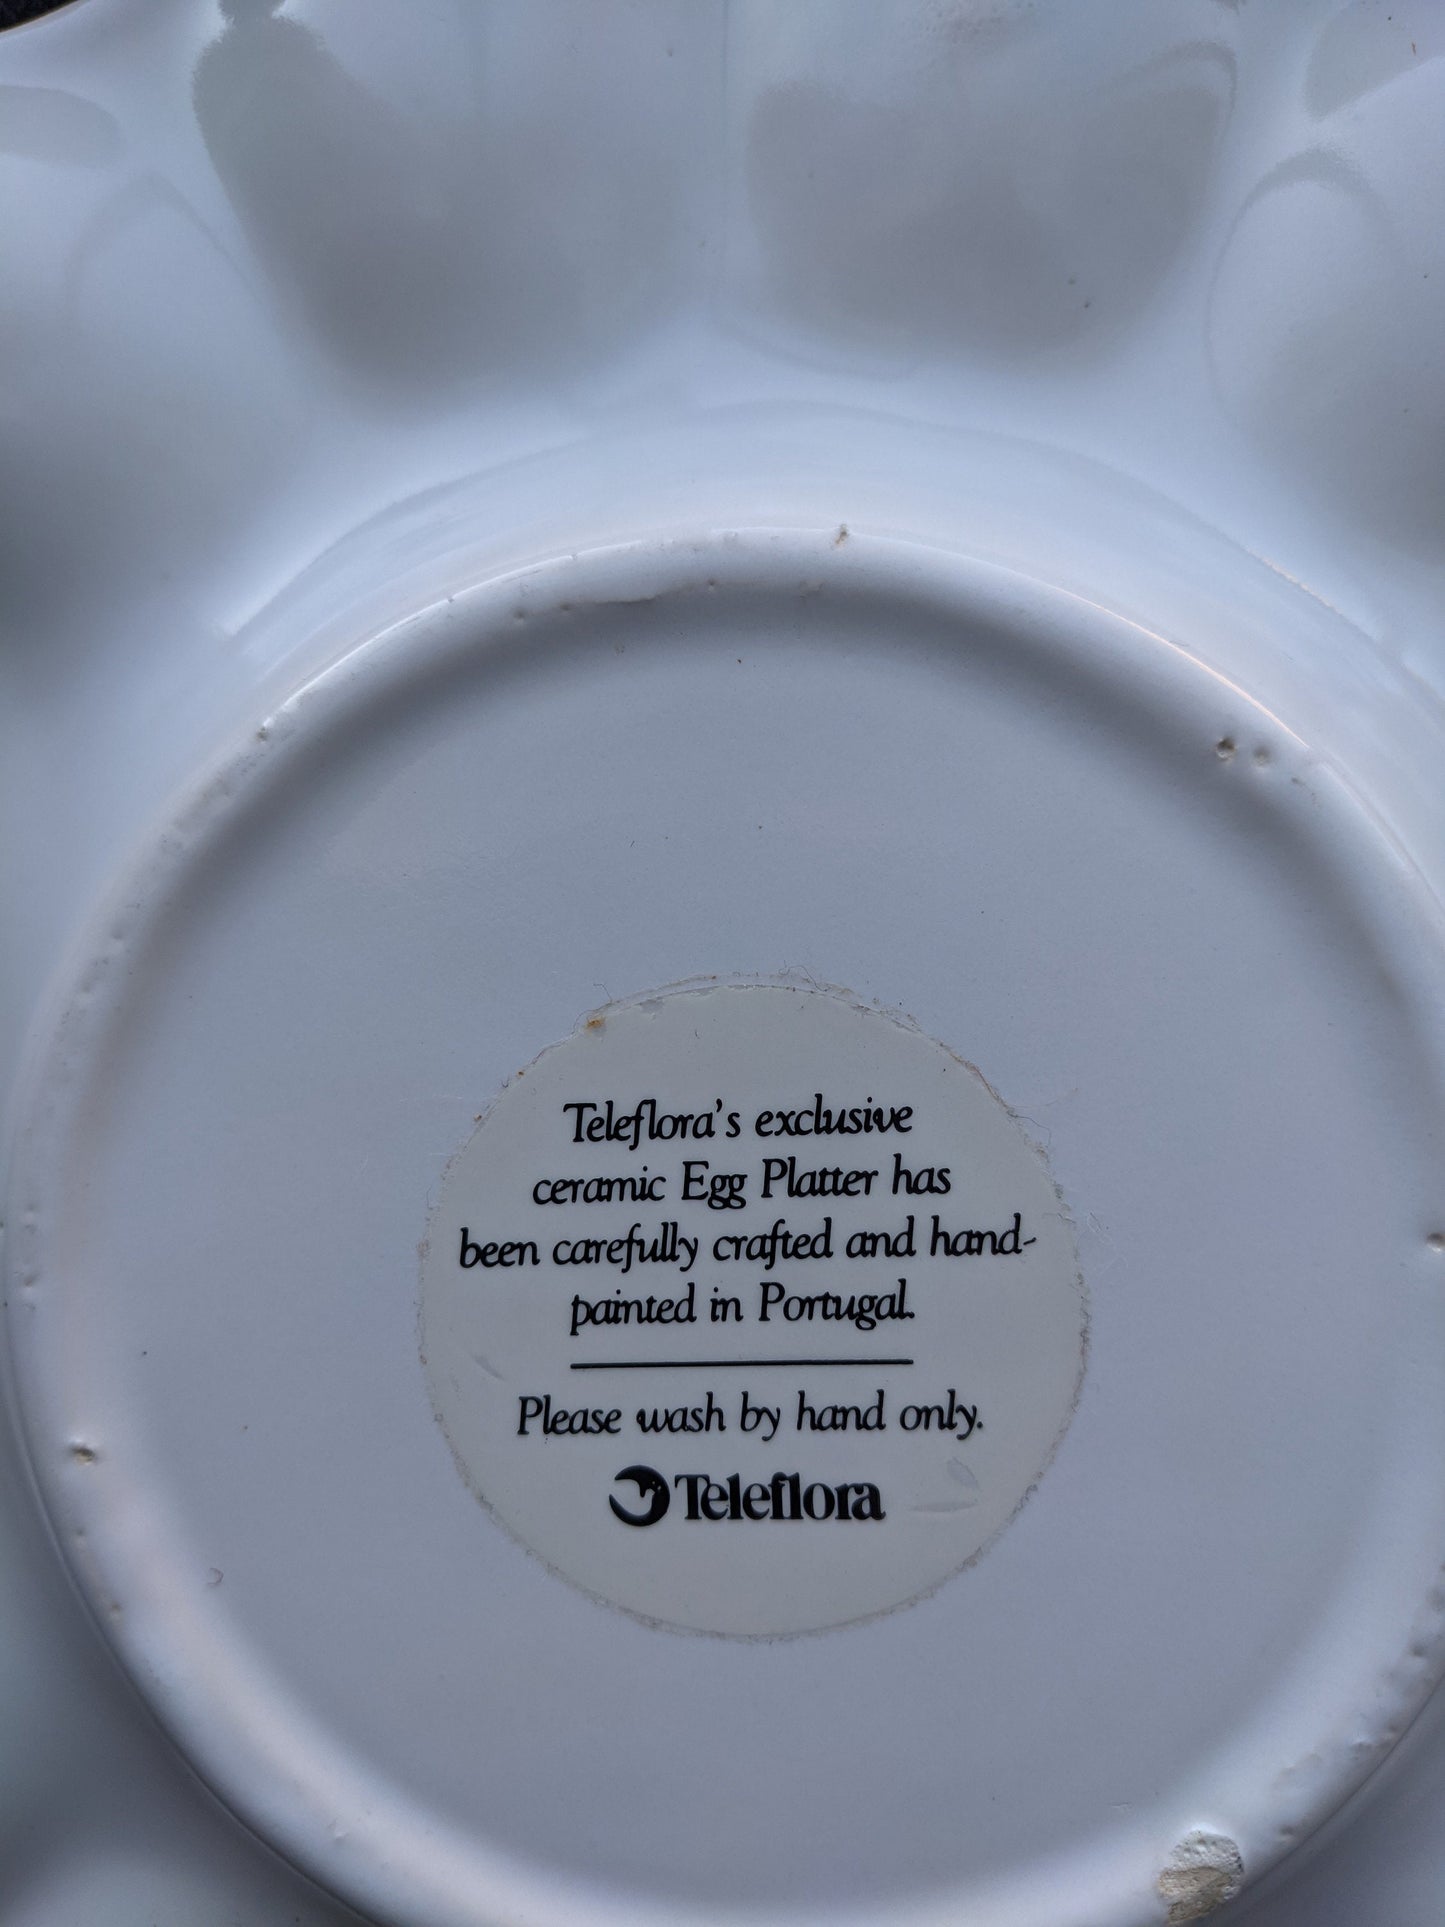 Teleflora's exclusive
ceramic Egg Platter has
been carefully crafted and hand-
painted in Portugal.
Please wash by hand only.
Teleflora